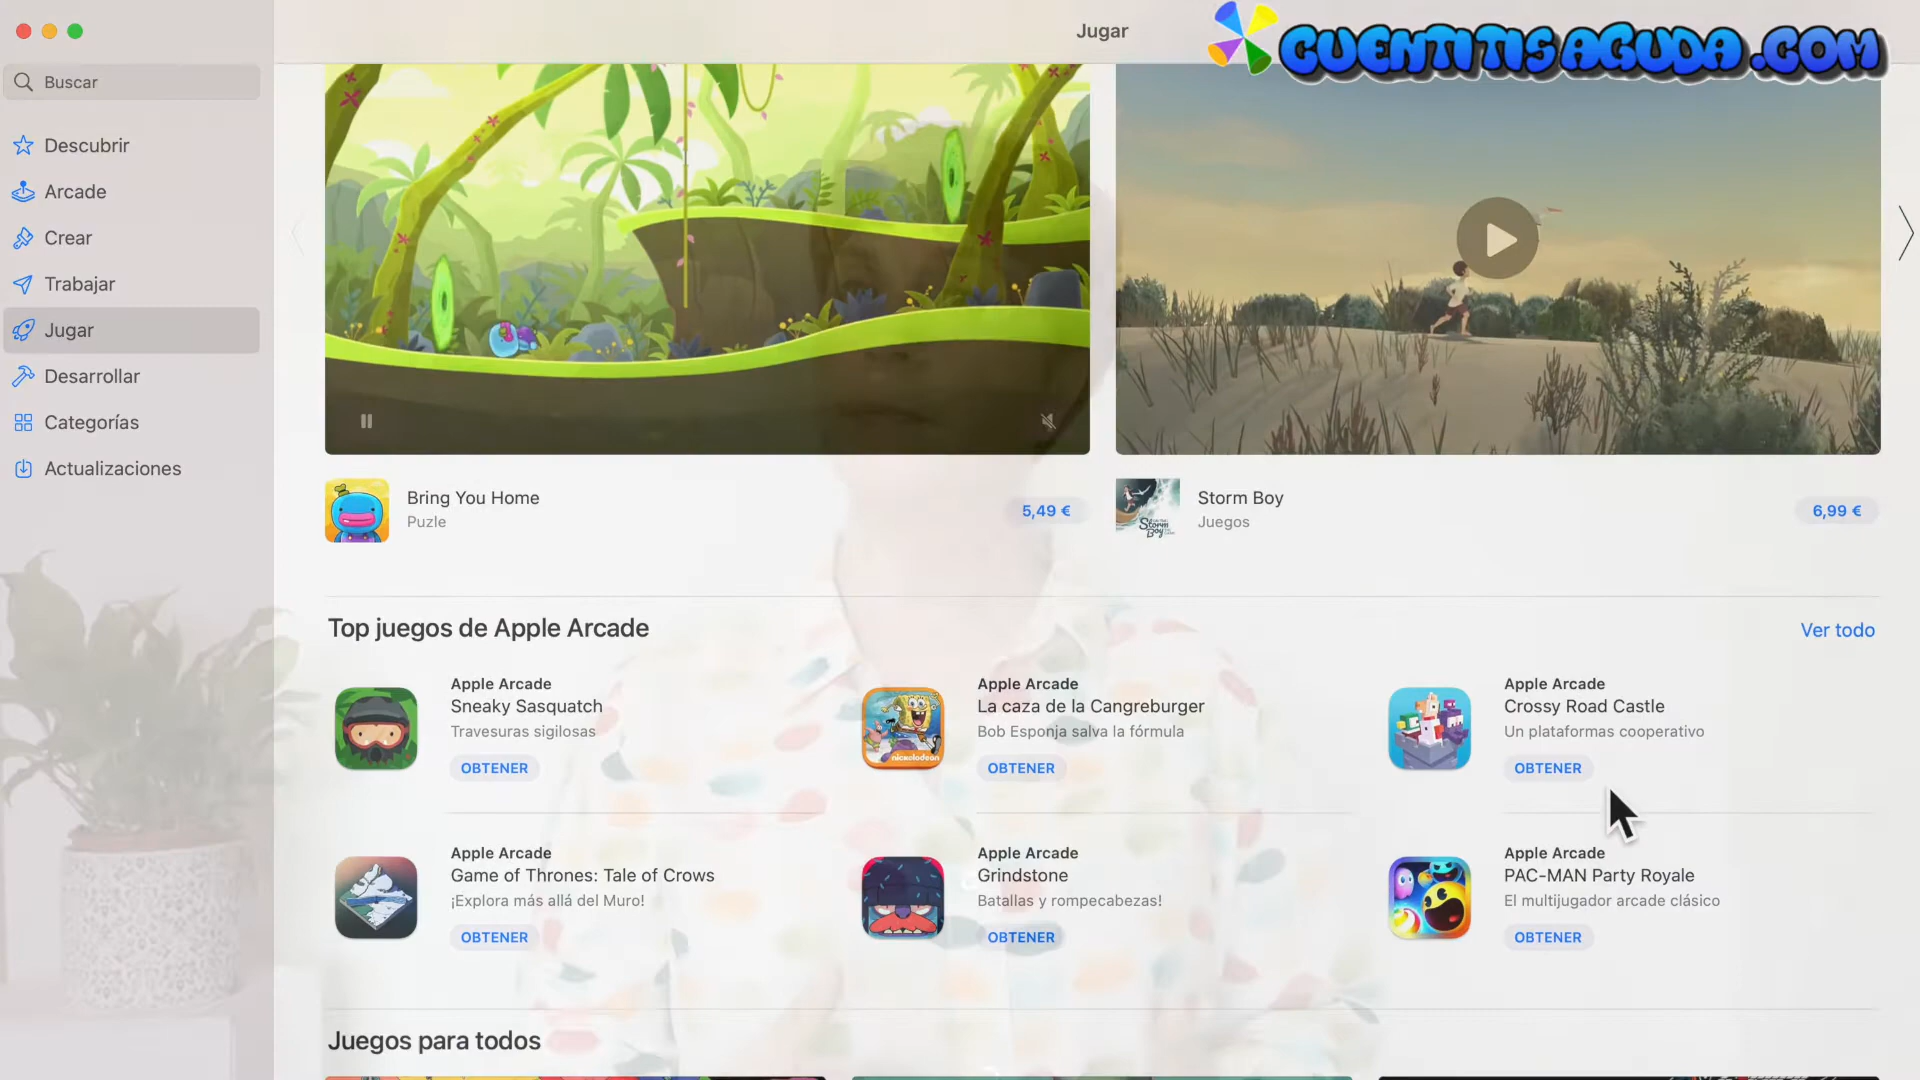 Jugar
CUENTITISAGUDA.COM
Buscar
Descubrir
Arcade
Crear
Trabajar
Jugar
Desarrollar
Categorías
Actualizaciones
Bring You Home
Puzle
5,49 €
Storm Boy
Juegos
6,99 €
Storm Boy
Top juegos de Apple Arcade
Ver todo
Apple Arcade
Sneaky Sasquatch
Travesuras sigilosas
OBTENER
Apple Arcade
La caza de la Cangreburger
Bob Esponja salva la fórmula
OBTENER
nickelodeon
Apple Arcade
Crossy Road Castle
Un plataformas cooperativo
OBTENER
Apple Arcade
Game of Thrones: Tale of Crows
¡Explora más allá del Muro!
OBTENER
Apple Arcade
Grindstone
Batallas y rompecabezas!
OBTENER
Apple Arcade
PAC-MAN Party Royale
El multijugador arcade clásico
OBTENER
Juegos para todos